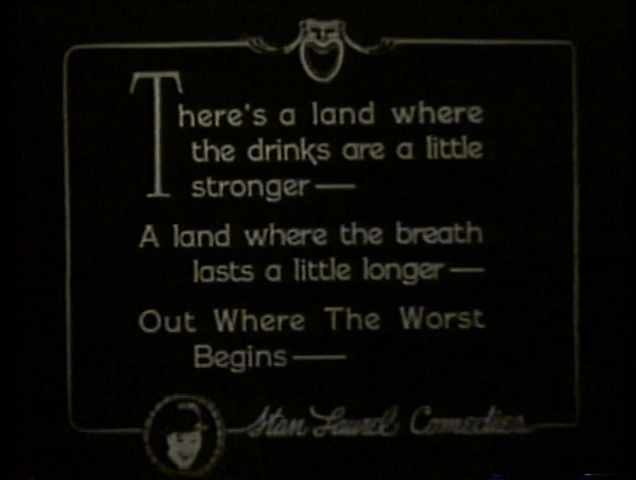 There's a land where
the drinks are a little
stronger—
A land where the breath
lasts a little longer—
Out Where The Worst
Begins—
Stan Laurel Comedies